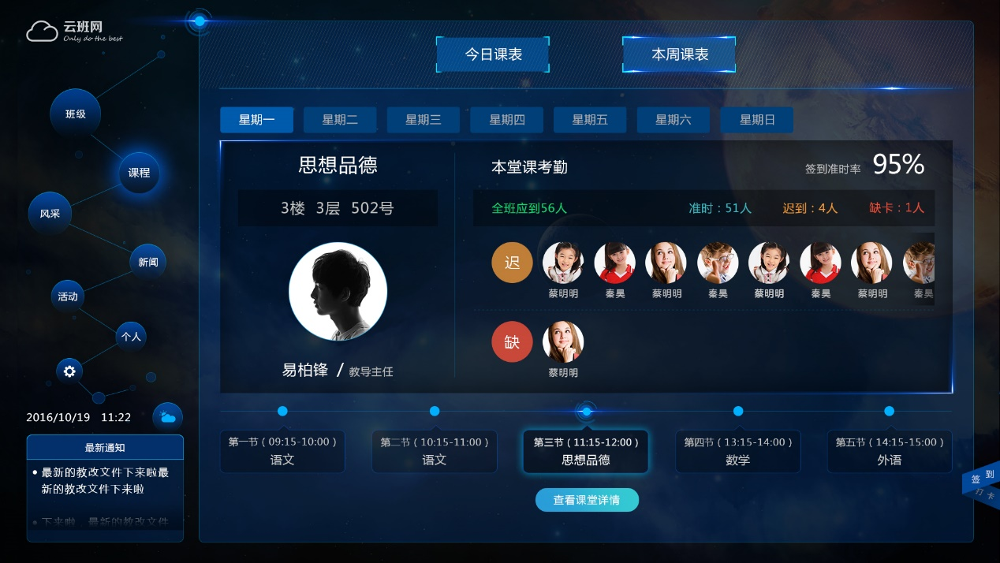 云班网
Only do the best
班级
课程
风采
新闻
活动
个人
2016/10/19 11:22
最新通知
最新的教改文件下来啦最
新的教改文件下来啦
下来啦，最新的教改文件
今日课表
本周课表
星期一
星期二
星期三
星期四
星期五
星期六
星期日
思想品德
3楼 3层 502号
易柏锋 / 教导主任
本堂课考勤
签到准时率 95%
全班应到56人
准时：51人
迟到：4人
缺卡：1人
迟
蔡明明
秦昊
蔡明明
秦昊
蔡明明
秦昊
蔡明明
秦昊
缺
蔡明明
第一节（09:15-10:00）
语文
第二节（10:15-11:00）
语文
第三节（11:15-12:00）
思想品德
第四节（13:15-14:00）
数学
第五节（14:15-15:00）
外语
查看课堂详情
签到
打卡